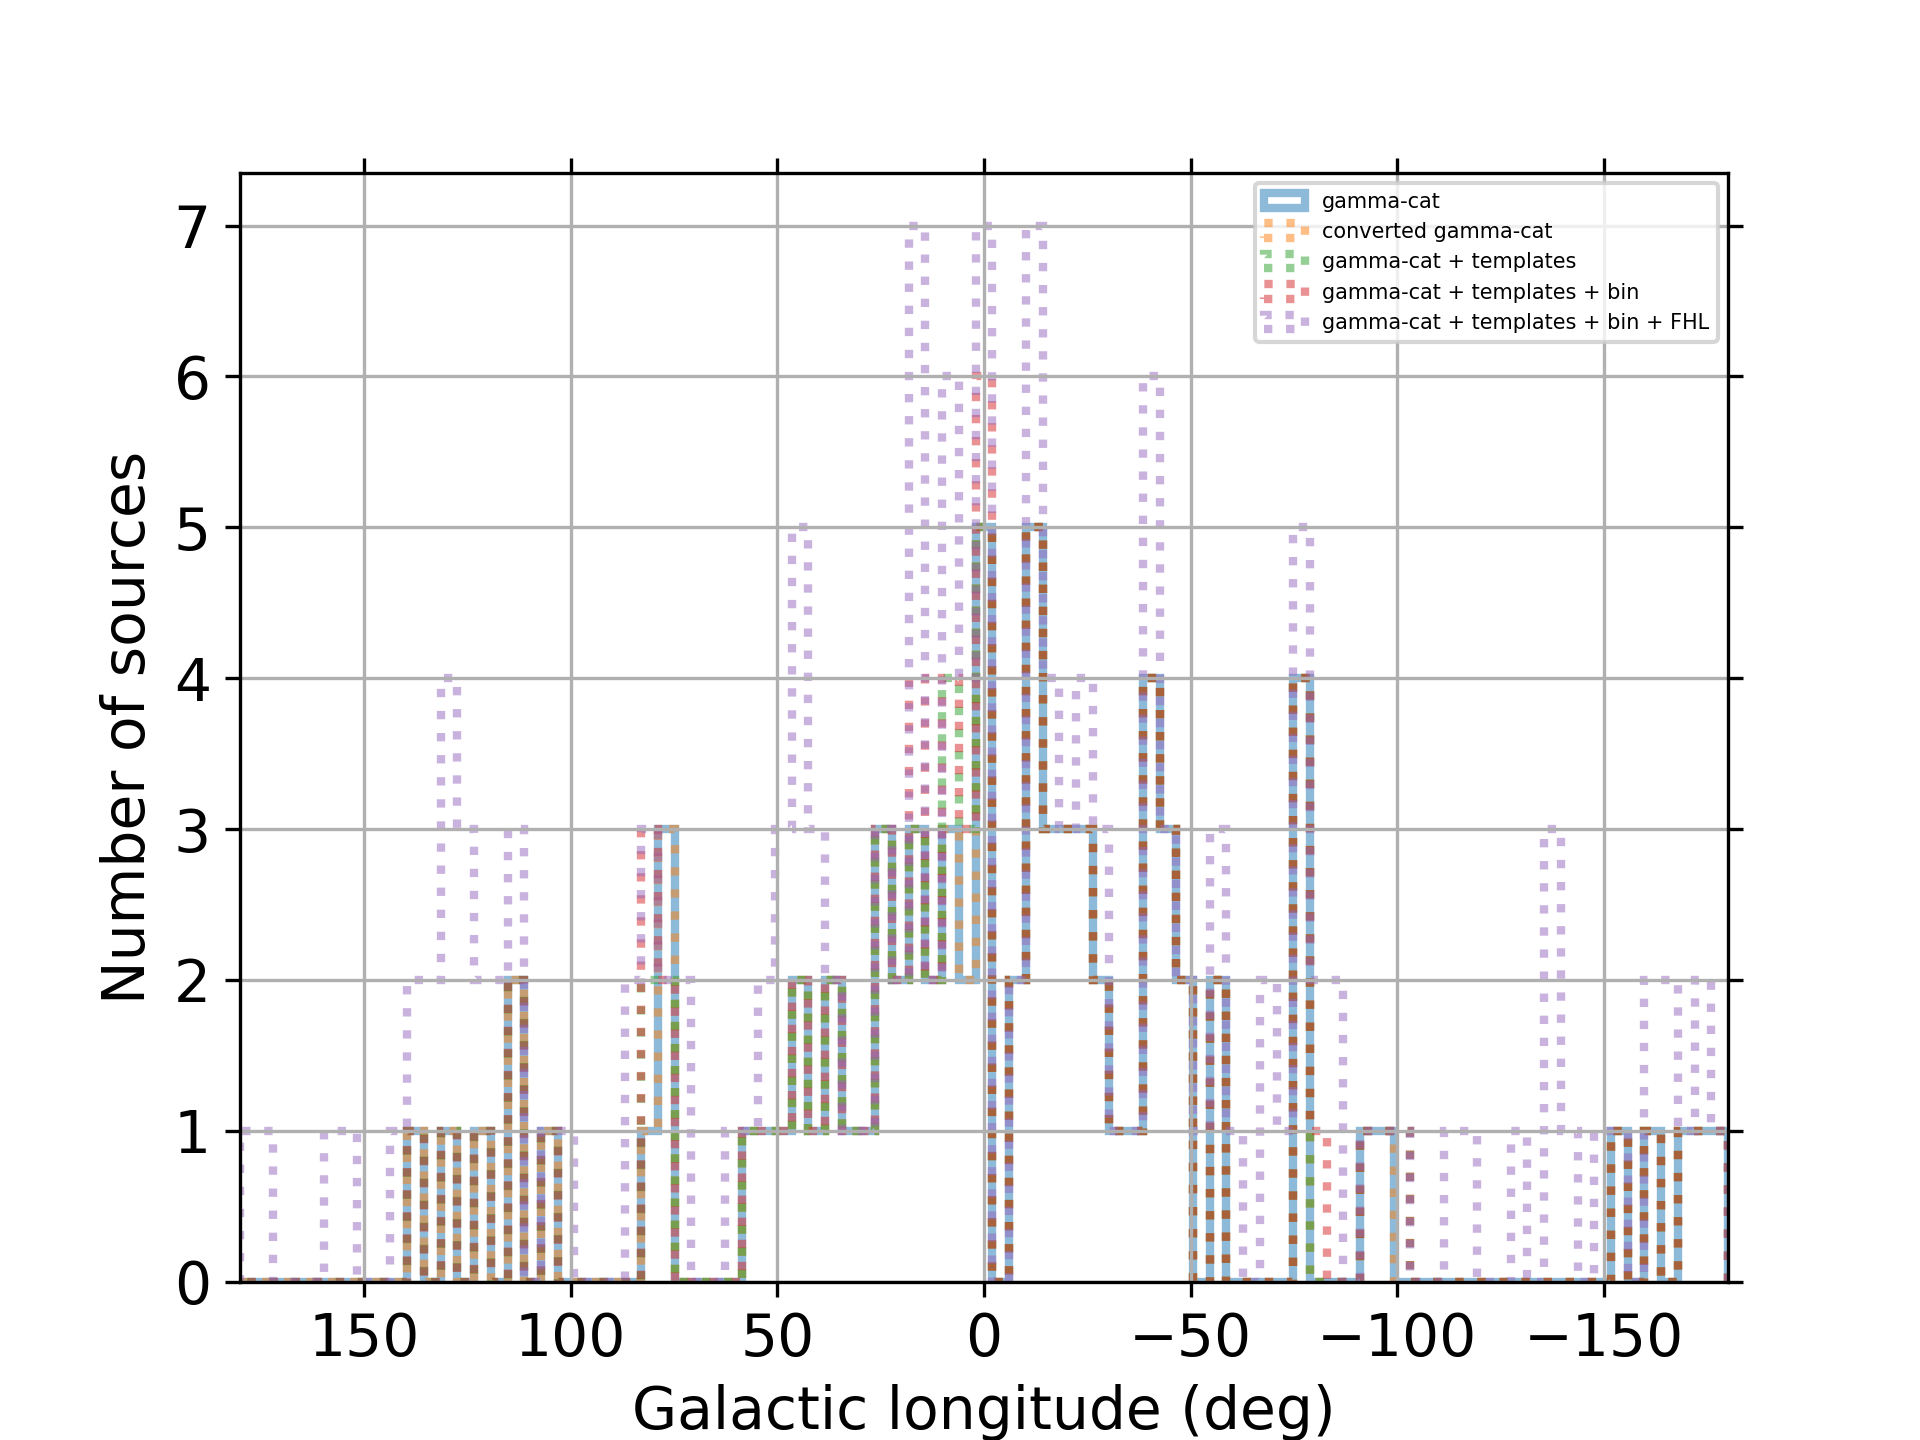 gamma-cat
converted gamma-cat
gamma-cat + templates
gamma-cat + templates + bin
gamma-cat + templates + bin + FHL
7
6
5
4
3
2
1
0
Number of sources
150 100 50 0 −50 −100 −150
Galactic longitude (deg)